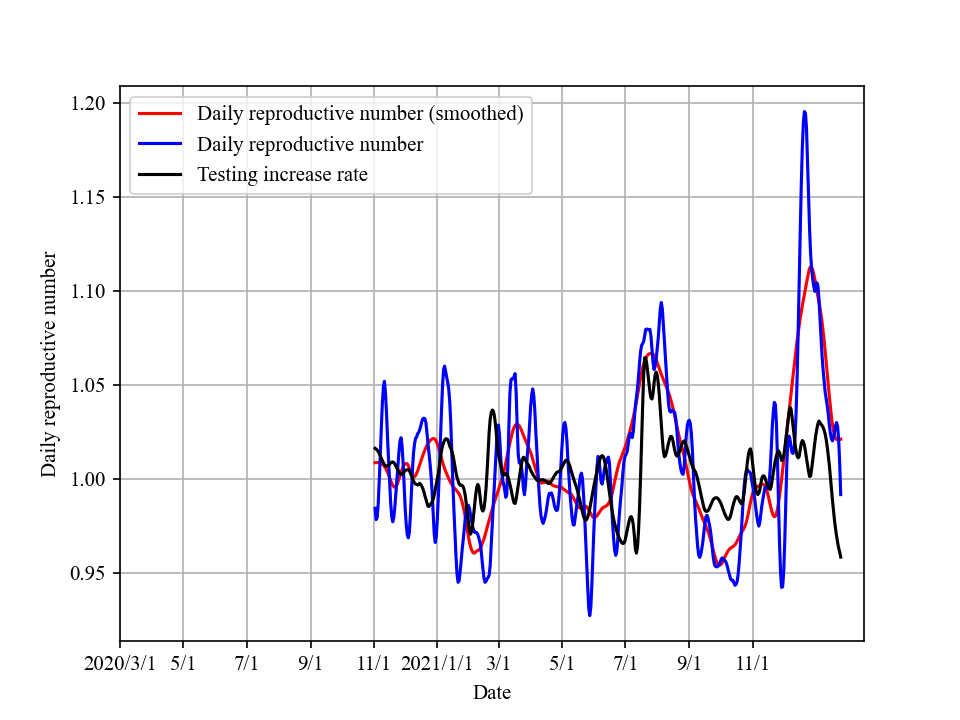 Daily reproductive number (smoothed)
Daily reproductive number
Testing increase rate
1.20
1.15
1.10
1.05
1.00
0.95
Daily reproductive number
2020/3/1 5/1 7/1 9/1 11/1 2021/1/1 3/1 5/1 7/1 9/1 11/1
Date